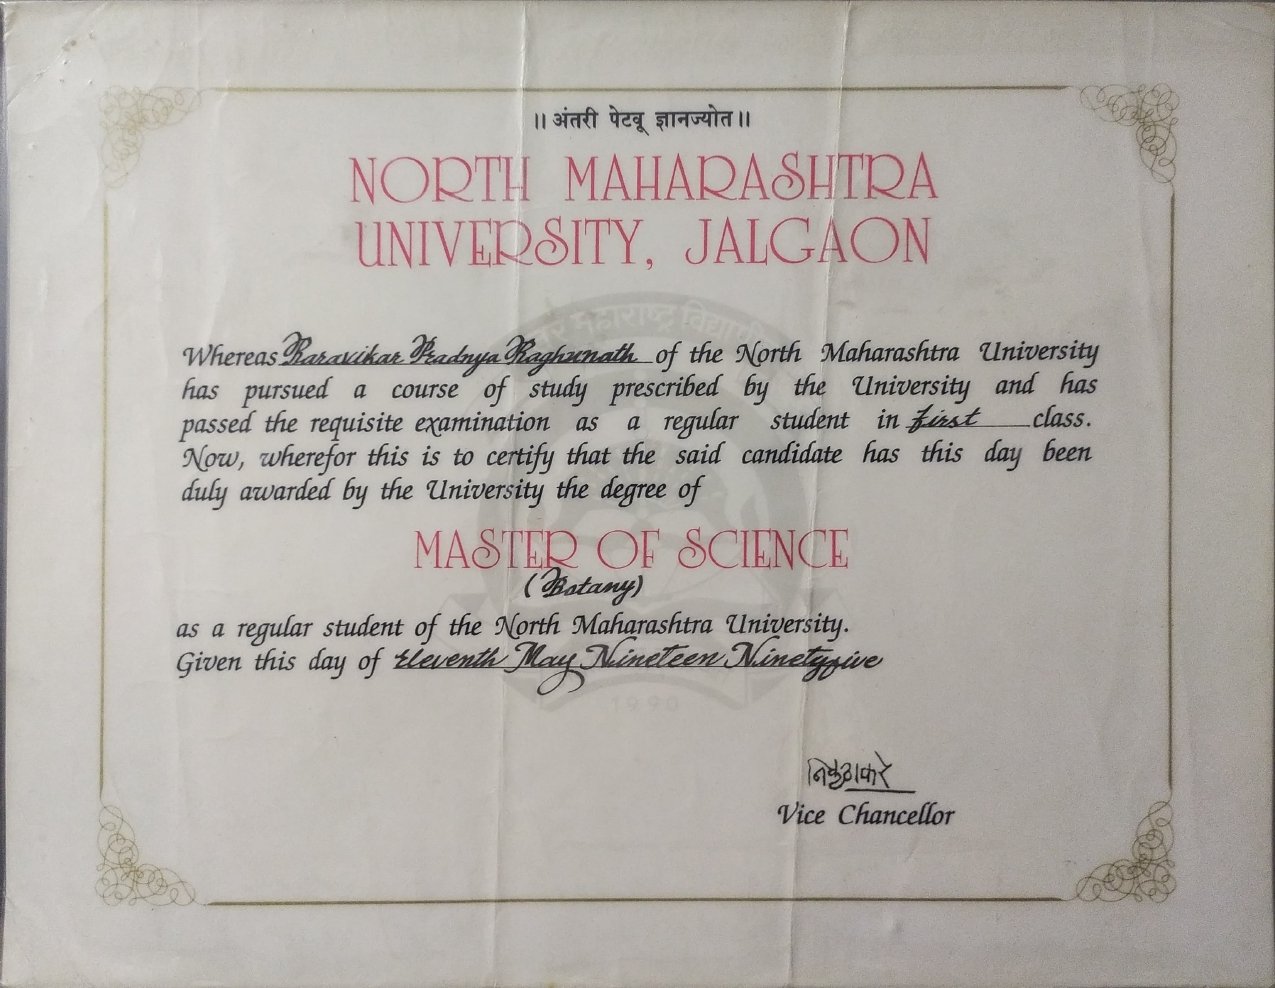 ॥ अंतरी पेटवू ज्ञानज्योत ॥
NORTH MAHARASHTRA
UNIVERSITY, JALGAON
Whereas Raravikar Pradnya Raghunath of the North Maharashtra University
has pursued a course of study prescribed by the University and has
passed the requisite examination as a regular student in first class.
Now, wherefor this is to certify that the said candidate has this day been
duly awarded by the University the degree of
MASTER OF SCIENCE
(Botany)
as a regular student of the North Maharashtra University.
Given this day of Eleventh May Nineteen Ninetyfive
1990
Vice Chancellor